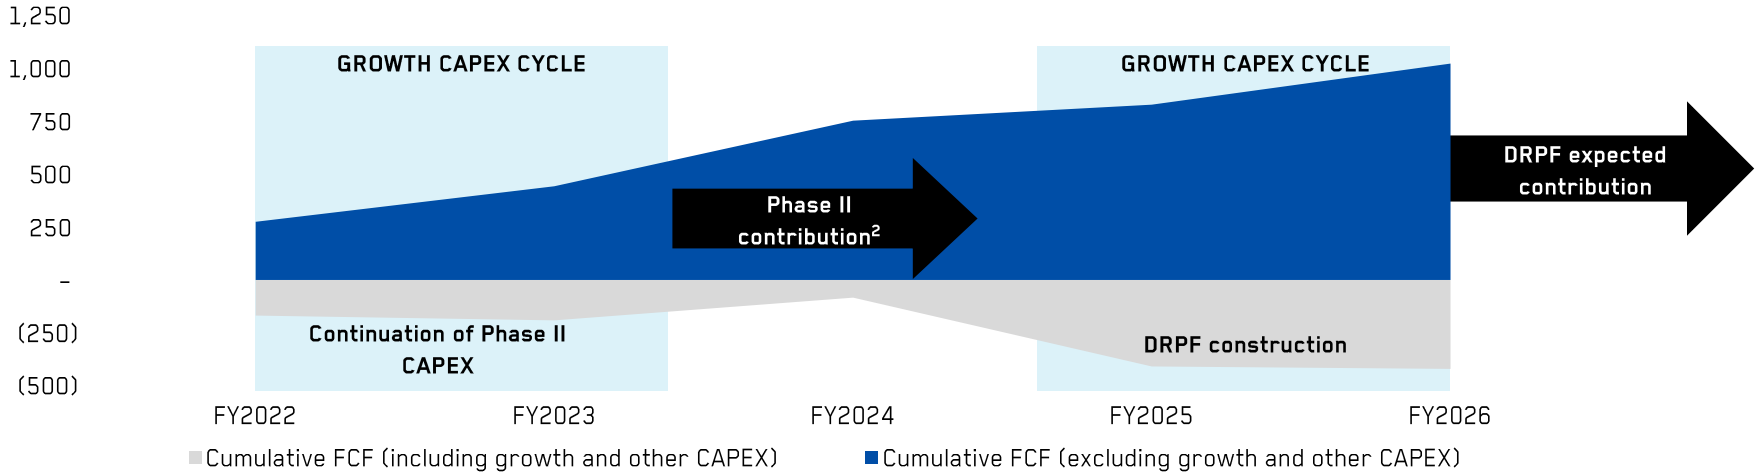 1,250
1,000
750
500
250
–
(250)
(500)
GROWTH CAPEX CYCLE
GROWTH CAPEX CYCLE
Phase II
contribution²
DRPF expected
contribution
Continuation of Phase II
CAPEX
DRPF construction
FY2022 FY2023 FY2024 FY2025 FY2026
Cumulative FCF (including growth and other CAPEX) Cumulative FCF (excluding growth and other CAPEX)